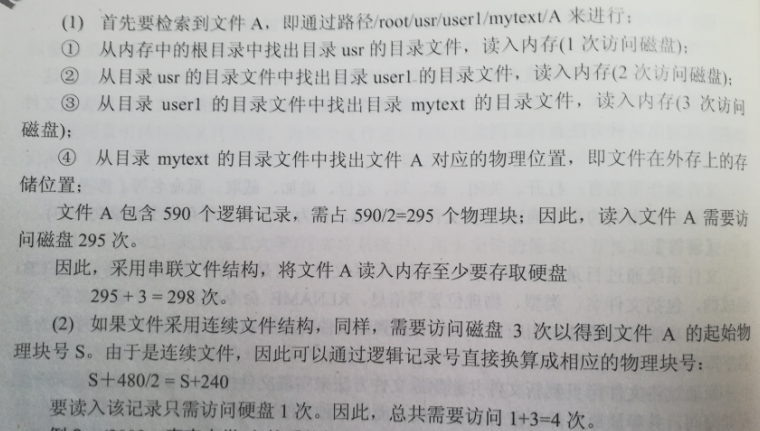 (1) 首先要检索到文件 A，即通过路径/root/usr/user1/mytext/A 来进行；
① 从内存中的根目录中找出目录 usr 的目录文件，读入内存(1 次访问磁盘)；
② 从目录 usr 的目录文件中找出目录 user1 的目录文件，读入内存(2 次访问磁盘)；
③ 从目录 user1 的目录文件中找出目录 mytext 的目录文件，读入内存(3 次访问
磁盘)；
④ 从目录 mytext 的目录文件中找出文件 A 对应的物理位置，即文件在外存上的存
储位置；
文件 A 包含 590 个逻辑记录，需占 590/2=295 个物理块；因此，读入文件 A 需要访
问磁盘 295 次。
因此，采用串联文件结构，将文件 A 读入内存至少要存取硬盘
295 + 3 = 298 次。
(2) 如果文件采用连续文件结构，同样，需要访问磁盘 3 次以得到文件 A 的起始物
理块号 S。由于是连续文件，因此可以通过逻辑记录号直接换算成相应的物理块号：
S＋480/2 = S+240
要读入该记录只需访问硬盘 1 次。因此，总共需要访问 1+3=4 次。